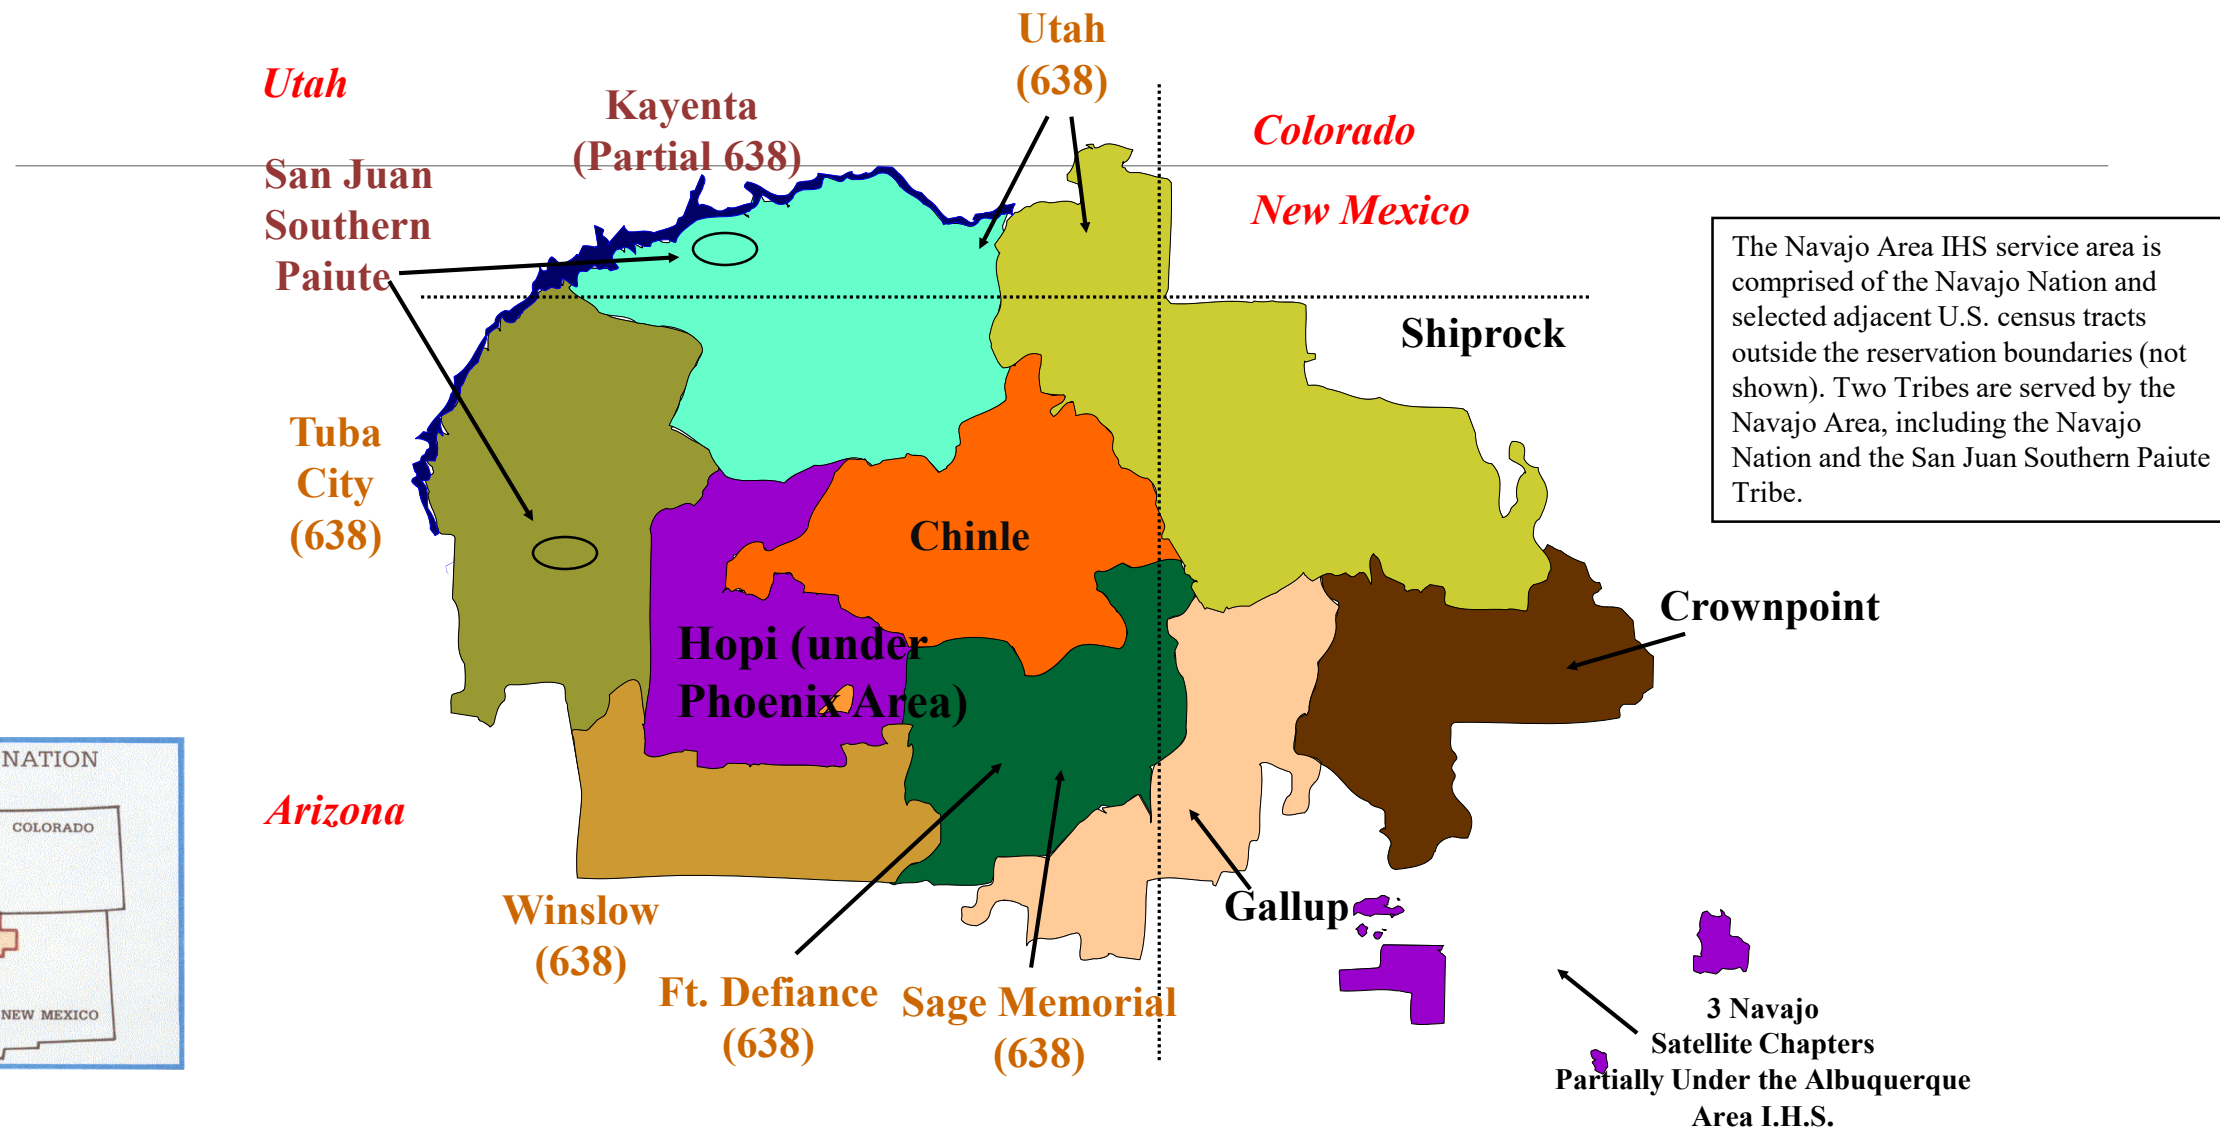 Utah
(638)
Utah
Kayenta
(Partial 638)
Colorado
San Juan
Southern
Paiute
New Mexico
The Navajo Area IHS service area is
comprised of the Navajo Nation and
selected adjacent U.S. census tracts
outside the reservation boundaries (not
shown). Two Tribes are served by the
Navajo Area, including the Navajo
Nation and the San Juan Southern Paiute
Tribe.
Shiprock
Tuba
City
(638)
Chinle
Crownpoint
Hopi (under
Phoenix Area)
NATION
COLORADO
NEW MEXICO
Arizona
Winslow
(638)
Gallup
Ft. Defiance
(638)
Sage Memorial
(638)
3 Navajo
Satellite Chapters
Partially Under the Albuquerque
Area I.H.S.